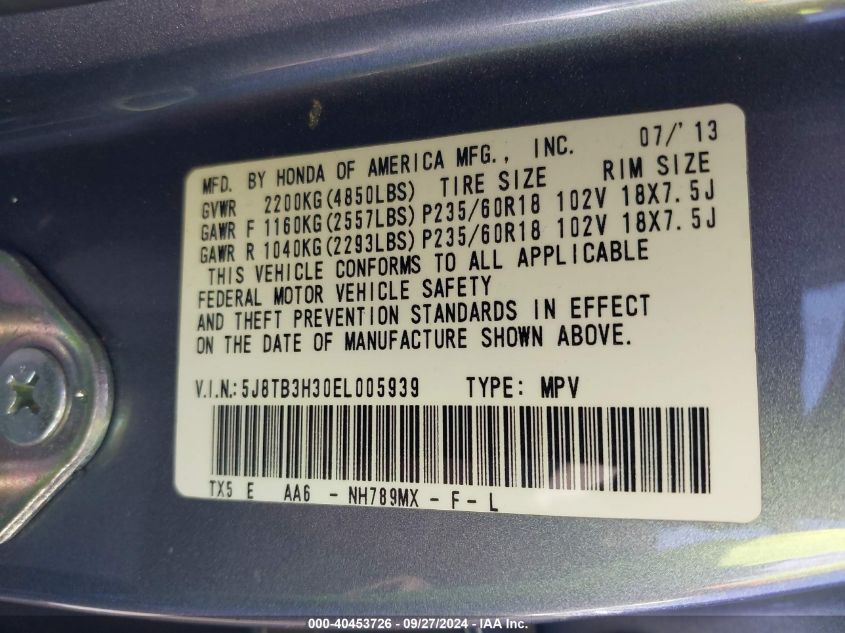 07/'13
MFD. BY HONDA OF AMERICA MFG., INC.
GVWR 2200KG(4850LBS) TIRE SIZE RIM SIZE
GAWR F 1160KG(2557LBS) P235/60R18 102V 18X7.5J
GAWR R 1040KG(2293LBS) P235/60R18 102V 18X7.5J
THIS VEHICLE CONFORMS TO ALL APPLICABLE
FEDERAL MOTOR VEHICLE SAFETY
AND THEFT PREVENTION STANDARDS IN EFFECT
ON THE DATE OF MANUFACTURE SHOWN ABOVE.
V.I.N.: 5J8TB3H30EL005939 TYPE: MPV
TX5 E AA6 - NH789MX - F - L
000-40453726 - 09/27/2024 - IAA Inc.